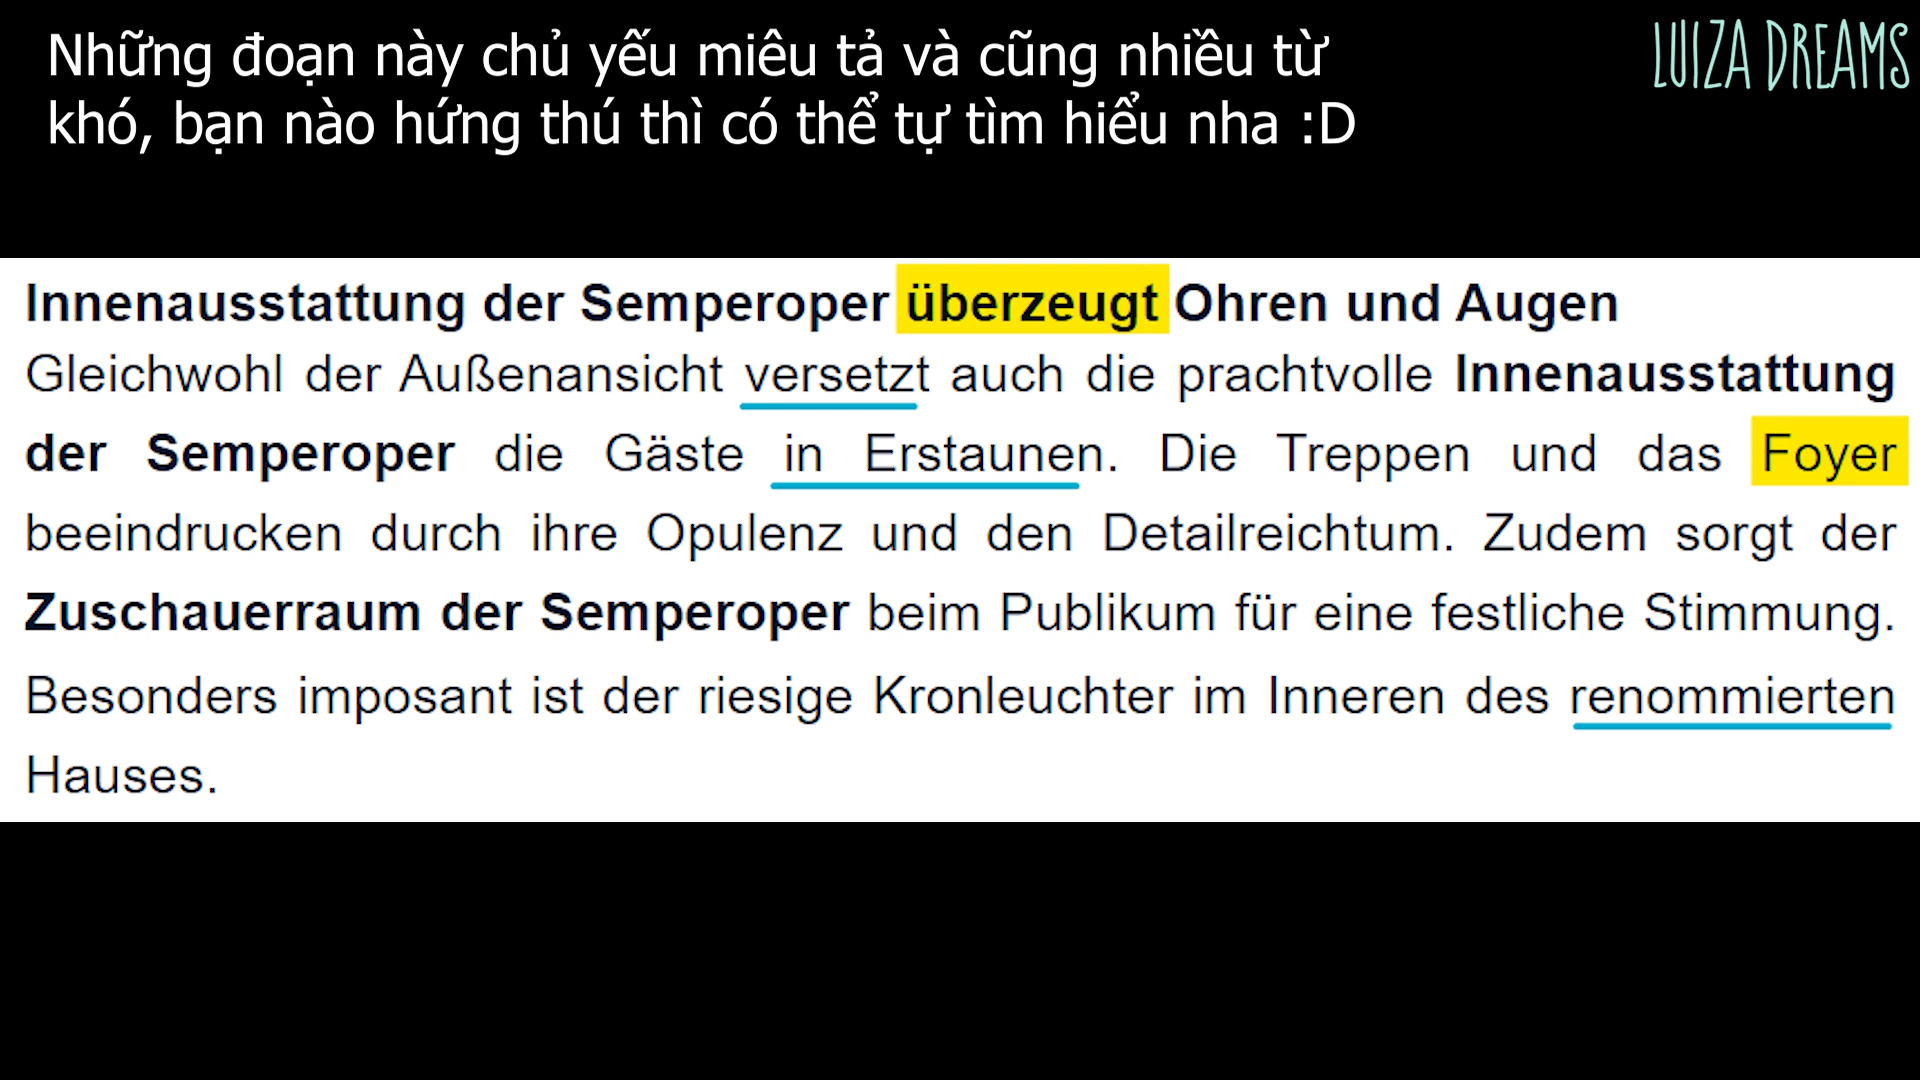 Những đoạn này chủ yếu miêu tả và cũng nhiều từ
khó, bạn nào hứng thú thì có thể tự tìm hiểu nha :D
LUIZA DREAMS
Innenausstattung der Semperoper überzeugt Ohren und Augen
Gleichwohl der Außenansicht versetzt auch die prachtvolle Innenausstattung
der Semperoper die Gäste in Erstaunen. Die Treppen und das Foyer
beeindrucken durch ihre Opulenz und den Detailreichtum. Zudem sorgt der
Zuschauerraum der Semperoper beim Publikum für eine festliche Stimmung.
Besonders imposant ist der riesige Kronleuchter im Inneren des renommierten
Hauses.